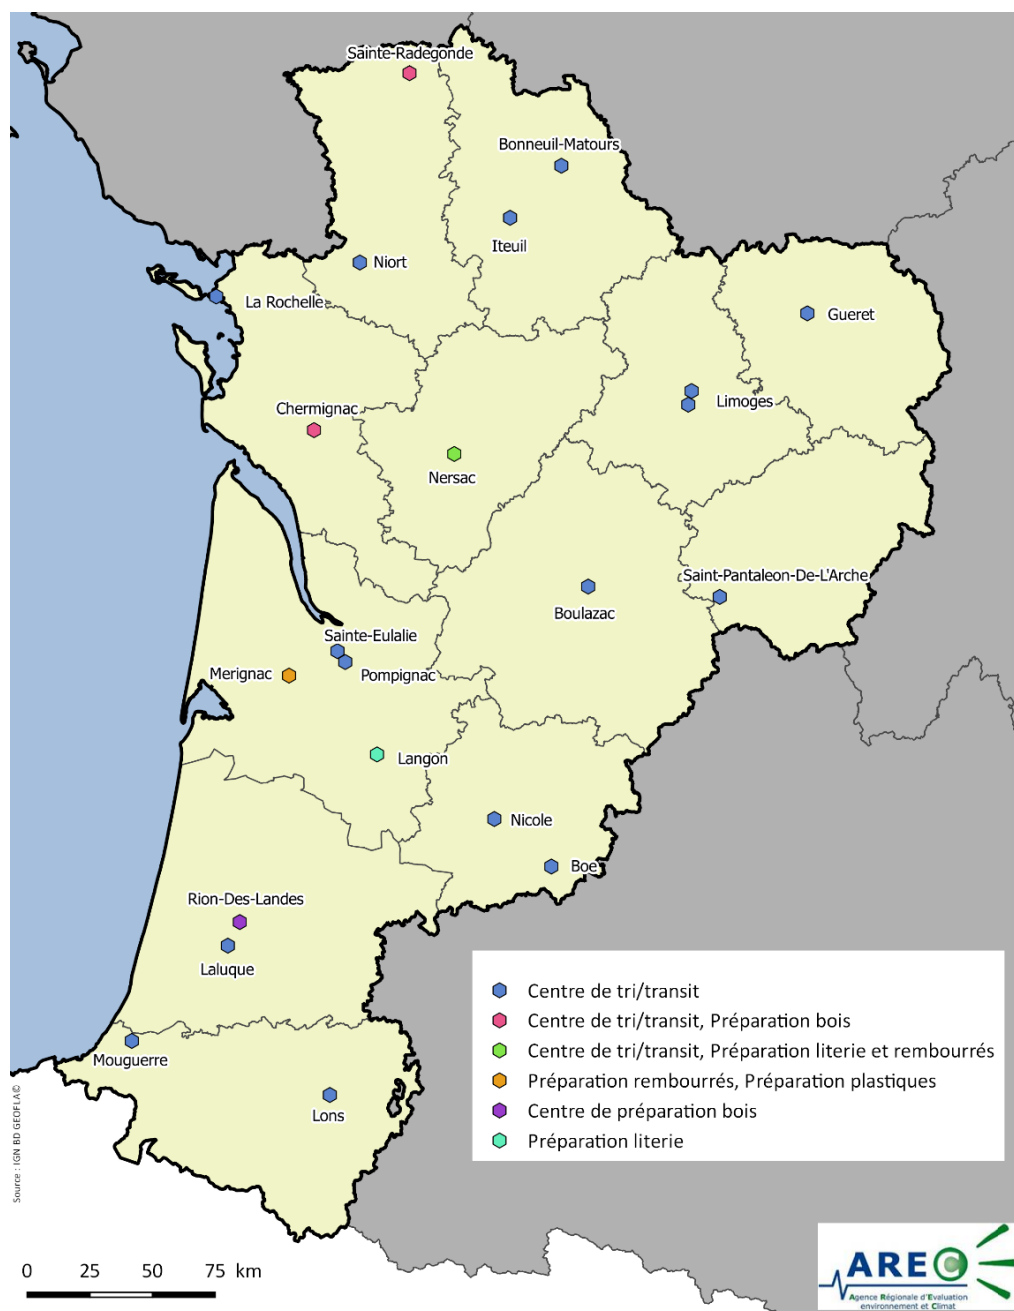 Sainte-Radegonde
Bonneuil-Matours
Iteuil
Niort
La Rochelle
Gueret
Limoges
Chermignac
Nersac
Saint-Pantaleon-De-L'Arche
Boulazac
Sainte-Eulalie
Merignac
Pompignac
Langon
Nicole
Boe
Rion-Des-Landes
Laluque
Mouguerre
Lons
Centre de tri/transit
Centre de tri/transit, Préparation bois
Centre de tri/transit, Préparation literie et rembourrés
Préparation rembourrés, Préparation plastiques
Centre de préparation bois
Préparation literie
Source : IGN BD GEOFLA©
0 25 50 75 km
AREC
Agence Régionale d'Evaluation
environnement et Climat